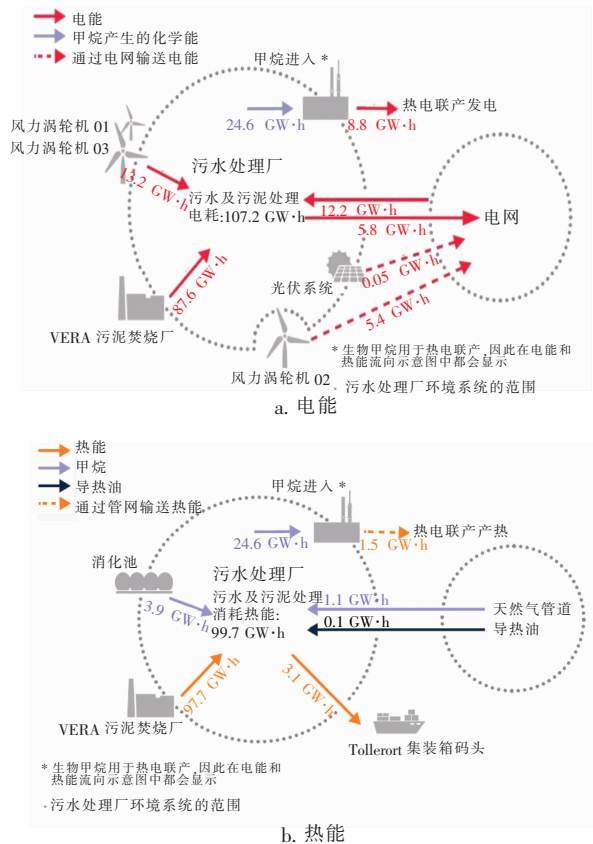 电能
甲烷产生的化学能
通过电网输送电能
甲烷进入 *
24.6 GW·h
8.8 GW·h
热电联产发电
风力涡轮机 01
风力涡轮机 03
13.2 GW·h
污水处理厂
污水及污泥处理
电耗:107.2 GW·h
12.2 GW·h
5.8 GW·h
电网
87.6 GW·h
VERA 污泥焚烧厂
光伏系统
0.05 GW·h
5.4 GW·h
风力涡轮机 02
* 生物甲烷用于热电联产,因此在电能和
热能流向示意图中都会显示
· 污水处理厂环境系统的范围
a. 电能
热能
甲烷
导热油
通过管网输送热能
甲烷进入 *
24.6 GW·h
1.5 GW·h
热电联产产热
消化池
3.9 GW·h
污水处理厂
污水及污泥处理
消耗热能:
99.7 GW·h
1.1 GW·h
天然气管道
0.1 GW·h
导热油
97.7 GW·h
VERA 污泥焚烧厂
3.1 GW·h
Tollerort 集装箱码头
* 生物甲烷用于热电联产,因此在电能和
热能流向示意图中都会显示
· 污水处理厂环境系统的范围
b. 热能